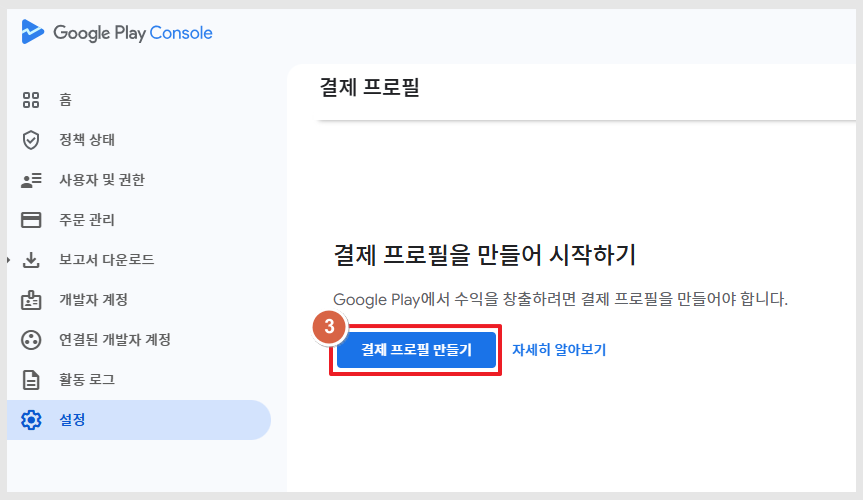 Google Play Console
결제 프로필
홈
정책 상태
사용자 및 권한
주문 관리
보고서 다운로드
개발자 계정
연결된 개발자 계정
활동 로그
설정
결제 프로필을 만들어 시작하기
Google Play에서 수익을 창출하려면 결제 프로필을 만들어야 합니다.
3
결제 프로필 만들기 자세히 알아보기